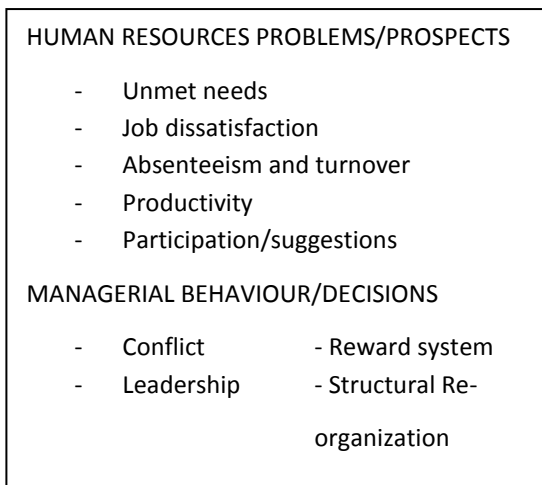 HUMAN RESOURCES PROBLEMS/PROSPECTS
- Unmet needs
- Job dissatisfaction
- Absenteeism and turnover
- Productivity
- Participation/suggestions
MANAGERIAL BEHAVIOUR/DECISIONS
- Conflict - Reward system
- Leadership - Structural Re-
organization